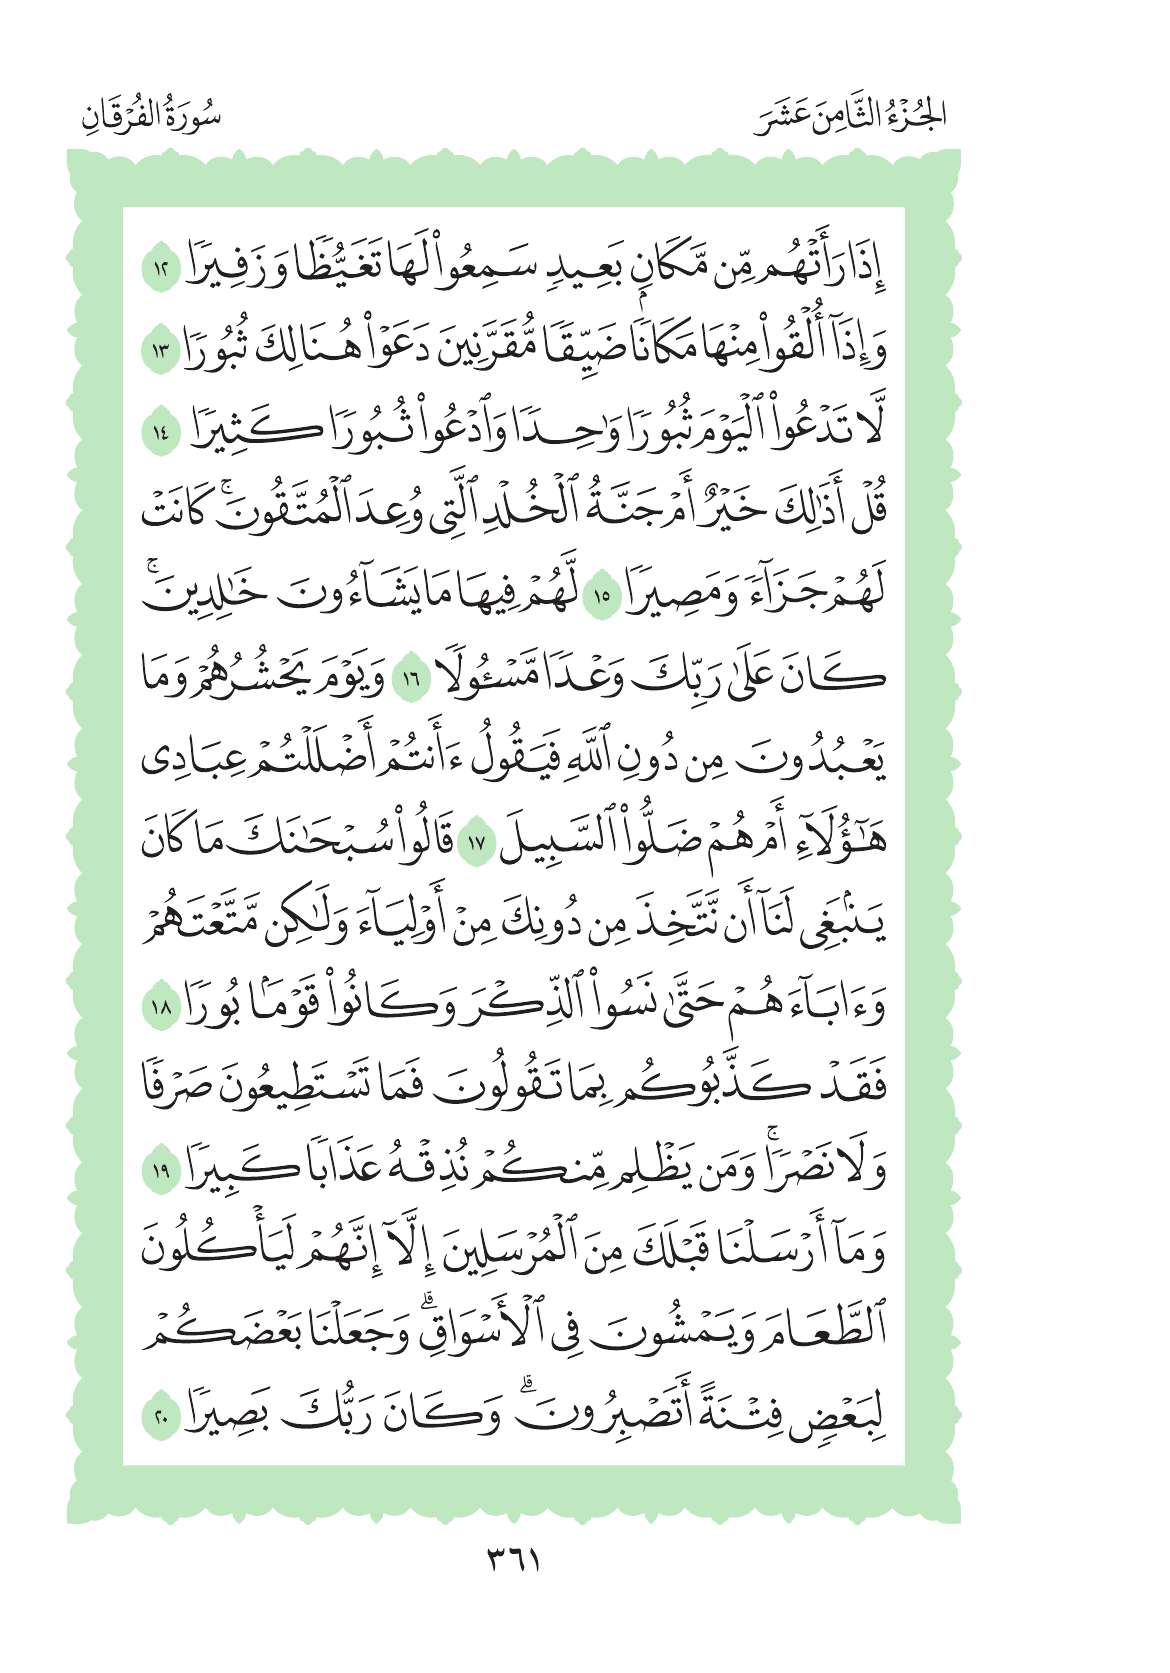 الجُزْءُ الثَّامِنَ عَشَرَ
سُورَةُ الفُرْقَانِ
إِذَا رَأَتْهُم مِّن مَّكَانِۭ بَعِيدٍ سَمِعُوا۟ لَهَا تَغَيُّظًا وَزَفِيرًا ١٢
وَإِذَآ أُلْقُوا۟ مِنْهَا مَكَانًا ضَيِّقًا مُّقَرَّنِينَ دَعَوْا۟ هُنَالِكَ ثُبُورًا ١٣
لَّا تَدْعُوا۟ ٱلْيَوْمَ ثُبُورًا وَٰحِدًا وَٱدْعُوا۟ ثُبُورًا كَثِيرًا ١٤
قُلْ أَذَٰلِكَ خَيْرٌ أَمْ جَنَّةُ ٱلْخُلْدِ ٱلَّتِى وُعِدَ ٱلْمُتَّقُونَۚ كَانَتْ
لَهُمْ جَزَآءً وَمَصِيرًا ١٥ لَّهُمْ فِيهَا مَا يَشَآءُونَ خَٰلِدِينَۚ
كَانَ عَلَىٰ رَبِّكَ وَعْدًا مَّسْـُٔولًا ١٦ وَيَوْمَ يَحْشُرُهُمْ وَمَا
يَعْبُدُونَ مِن دُونِ ٱللَّهِ فَيَقُولُ ءَأَنتُمْ أَضْلَلْتُمْ عِبَادِى
هَٰٓؤُلَآءِ أَمْ هُمْ ضَلُّوا۟ ٱلسَّبِيلَ ١٧ قَالُوا۟ سُبْحَٰنَكَ مَا كَانَ
يَنۢبَغِى لَنَآ أَن نَّتَّخِذَ مِن دُونِكَ مِنْ أَوْلِيَآءَ وَلَٰكِن مَّتَّعْتَهُمْ
وَءَابَآءَهُمْ حَتَّىٰ نَسُوا۟ ٱلذِّكْرَ وَكَانُوا۟ قَوْمًۢا بُورًا ١٨
فَقَدْ كَذَّبُوكُم بِمَا تَقُولُونَ فَمَا تَسْتَطِيعُونَ صَرْفًا
وَلَا نَصْرًاۚ وَمَن يَظْلِم مِّنكُمْ نُذِقْهُ عَذَابًا كَبِيرًا ١٩
وَمَآ أَرْسَلْنَا قَبْلَكَ مِنَ ٱلْمُرْسَلِينَ إِلَّآ إِنَّهُمْ لَيَأْكُلُونَ
ٱلطَّعَامَ وَيَمْشُونَ فِى ٱلْأَسْوَاقِۗ وَجَعَلْنَا بَعْضَكُمْ
لِبَعْضٍ فِتْنَةً أَتَصْبِرُونَۗ وَكَانَ رَبُّكَ بَصِيرًا ٢٠
٣٦١